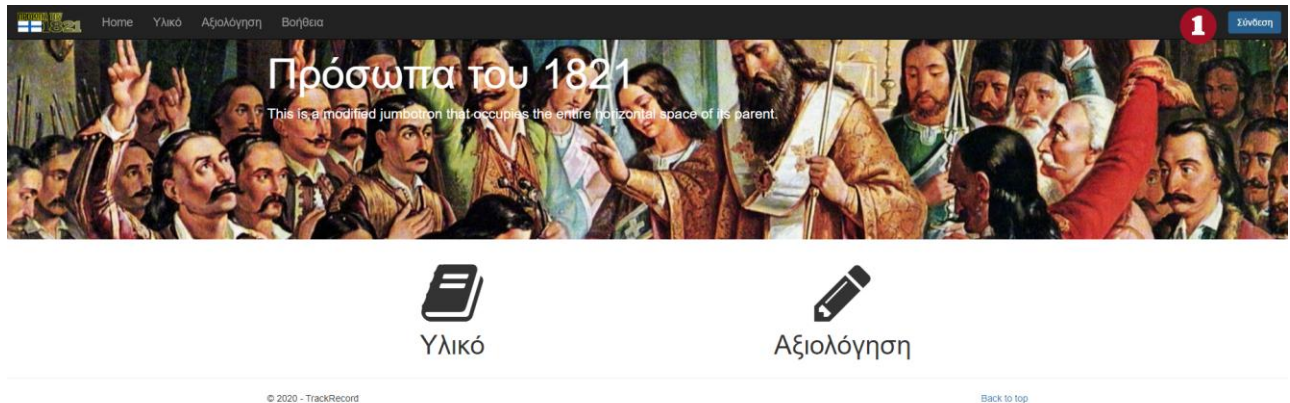 1821
Home Υλικό Αξιολόγηση Βοήθεια
1 Σύνδεση
Πρόσωπα του 1821
This is a modified jumbotron that occupies the entire horizontal space of its parent.
Υλικό Αξιολόγηση
© 2020 - TrackRecord Back to top